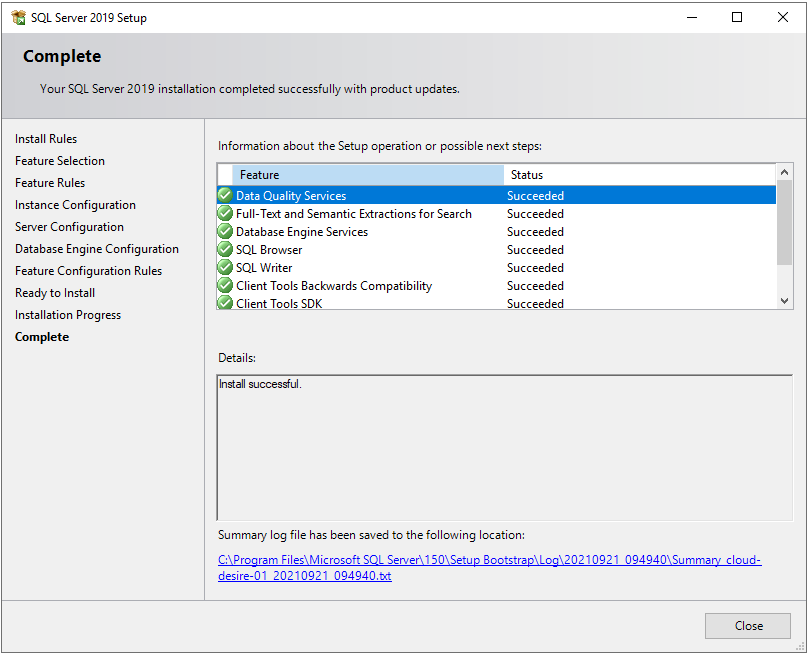 SQL Server 2019 Setup
Complete
Your SQL Server 2019 installation completed successfully with product updates.
Install Rules
Feature Selection
Feature Rules
Instance Configuration
Server Configuration
Database Engine Configuration
Feature Configuration Rules
Ready to Install
Installation Progress
Complete
Information about the Setup operation or possible next steps:
Feature Status
Data Quality Services Succeeded
Full-Text and Semantic Extractions for Search Succeeded
Database Engine Services Succeeded
SQL Browser Succeeded
SQL Writer Succeeded
Client Tools Backwards Compatibility Succeeded
Client Tools SDK Succeeded
Details:
Install successful.
Summary log file has been saved to the following location:
C:\Program Files\Microsoft SQL Server\150\Setup Bootstrap\Log\20210921_094940\Summary_cloud-
desire-01_20210921_094940.txt
Close